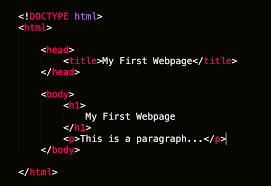 <!DOCTYPE html>
<html>
<head>
<title>My First Webpage</title>
</head>
<body>
<h1>
My First Webpage
</h1>
<p>This is a paragraph...</p>
</body>
</html>